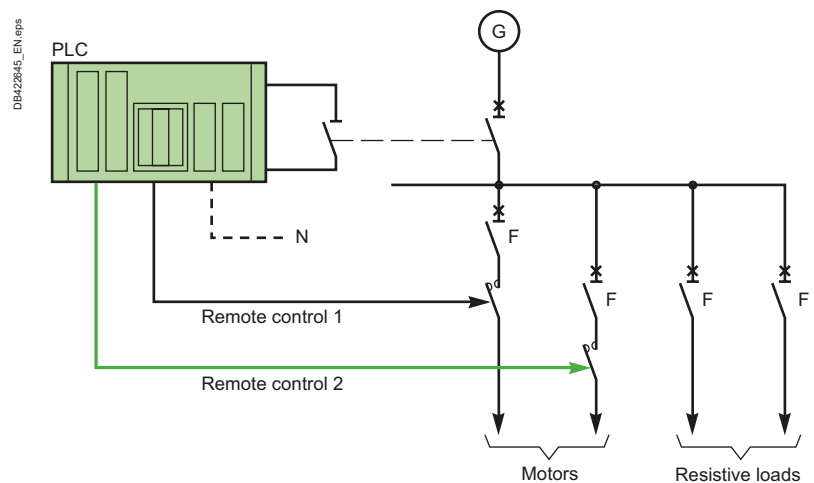 DB422645_EN.eps
PLC
G
N
F
F
F
F
Remote control 1
Remote control 2
Motors
Resistive loads